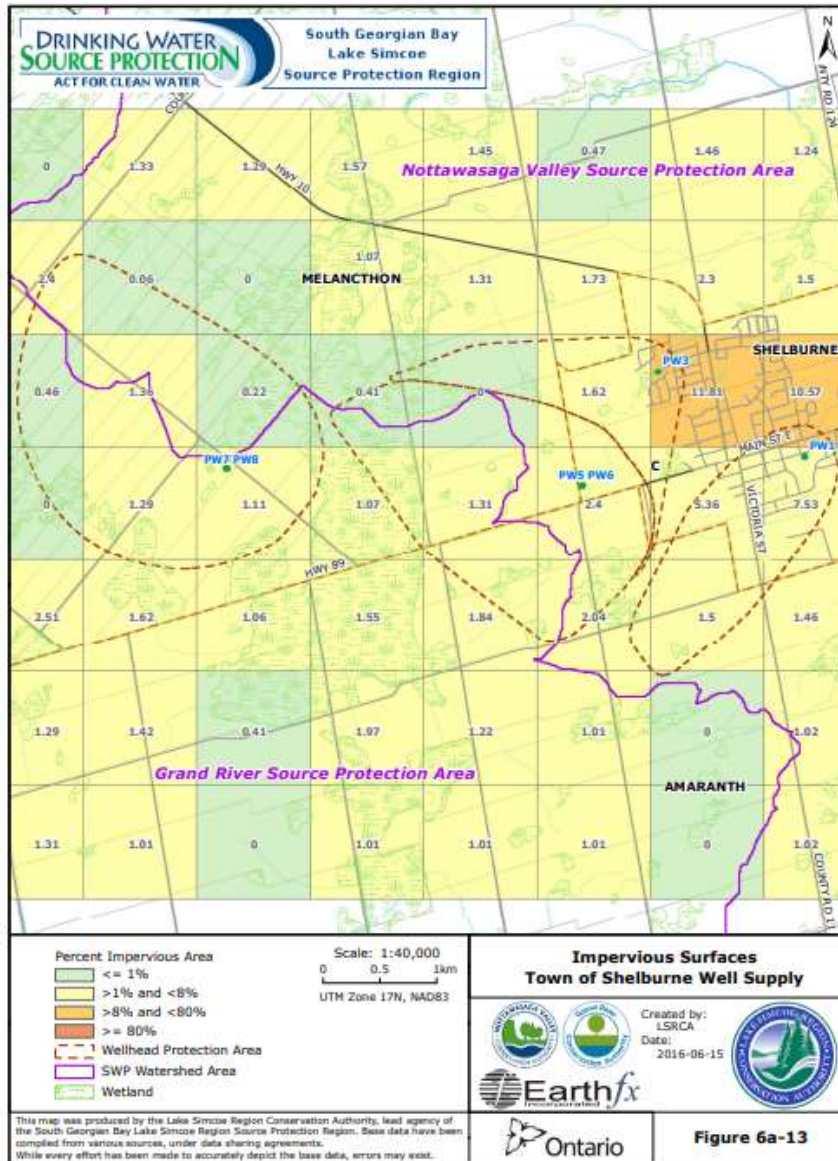 DRINKING WATER
SOURCE PROTECTION
ACT FOR CLEAN WATER
South Georgian Bay
Lake Simcoe
Source Protection Region
N
1.45 0.47 1.46 1.24
0 1.33 1.29 1.57
HWY 10
Nottawasaga Valley Source Protection Area
1.07
2.4 0.06 0 MELANCTHON 1.31 1.73 2.3 1.5
SHELBURNE
PW3
0.46 1.36 0.22 0.41 0 1.62 11.81 10.57
MAIN ST E
PW1
PW7 PW8
C
PW5 PW6
0 1.29 1.11 1.07 1.31 2.4 5.36 7.53
VICTORIA ST
HWY 89
2.51 1.62 1.06 1.55 1.84 2.04 1.5 1.46
1.29 1.42 0.41 1.97 1.22 1.01 0 1.02
Grand River Source Protection Area
AMARANTH
1.31 1.01 0 1.01 1.01 1.01 0 1.02
COUNTY RD 11
Percent Impervious Area
<= 1%
>1% and <8%
>8% and <80%
>= 80%
Wellhead Protection Area
SWP Watershed Area
Wetland
Scale: 1:40,000
0 0.5 1km
UTM Zone 17N, NAD83
Impervious Surfaces
Town of Shelburne Well Supply
Created by:
LSRCA
Date:
2016-06-15
Earthfx
Incorporated
This map was produced by the Lake Simcoe Region Conservation Authority, lead agency of
the South Georgian Bay Lake Simcoe Region Source Protection Region. Base data have been
compiled from various sources, under data sharing agreements.
While every effort has been made to accurately depict the base data, errors may exist.
Ontario
Figure 6a-13